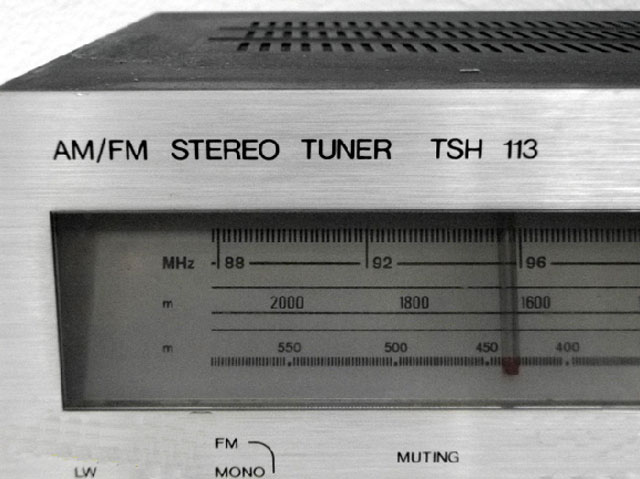 AM/FM STEREO TUNER TSH 113
MHz 88 92 96
m 2000 1800 1600
m 550 500 450 400
FM
MUTING
LW MONO